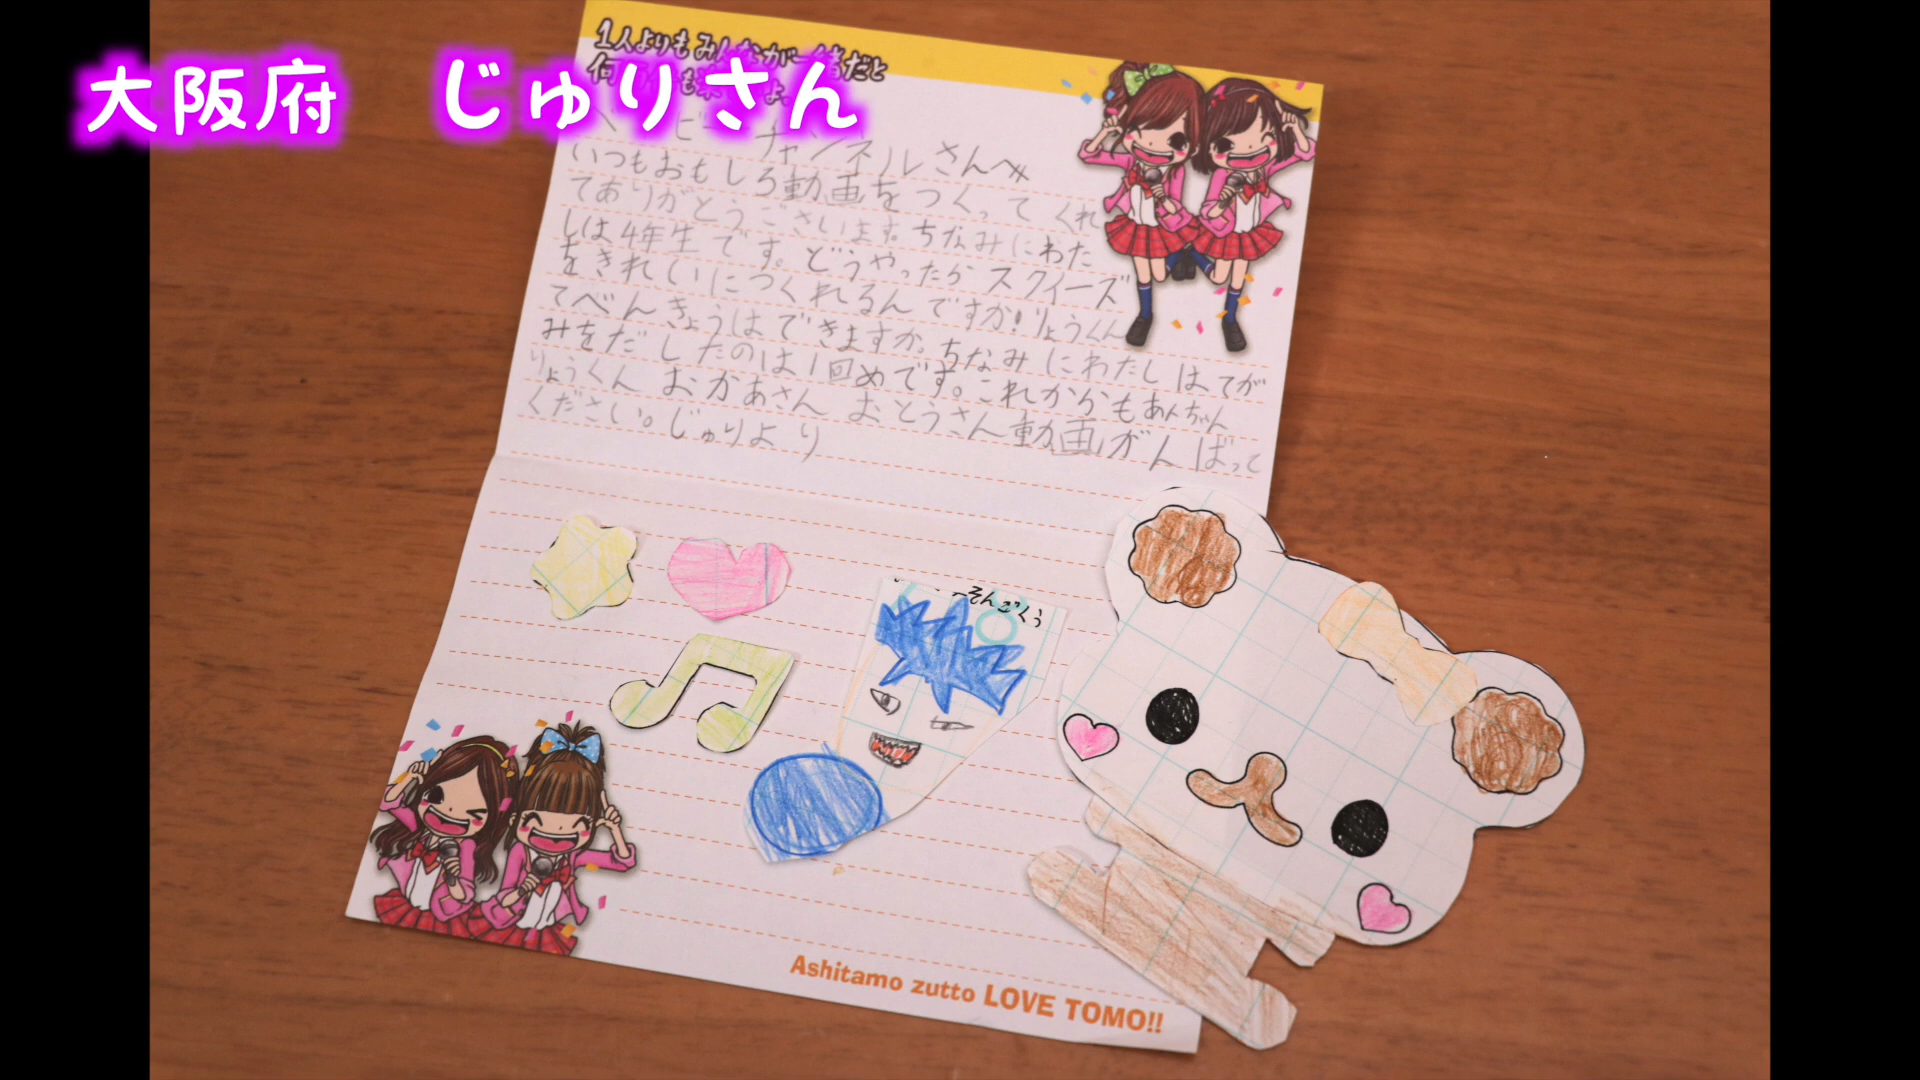 大阪府 じゅりさん
1人よりもみんなが一緒だと
何 も よ
ビーチャンネルさんへ
いつもおもしろ動画をつくってくれ
てありがとうございます。ちなみにわた
しは4年生です。どうやったらスクイーズ
をきれいにつくれるんですか!りょうくん
てべんきょうはできますか。ちなみにわたしはてが
みをだしたのは1回めです。これからもあんちゃん
りょうくんおかあさんおとうさん動画がんばって
ください。じゅりより
そんごくう
Ashitamo zutto LOVE TOMO!!